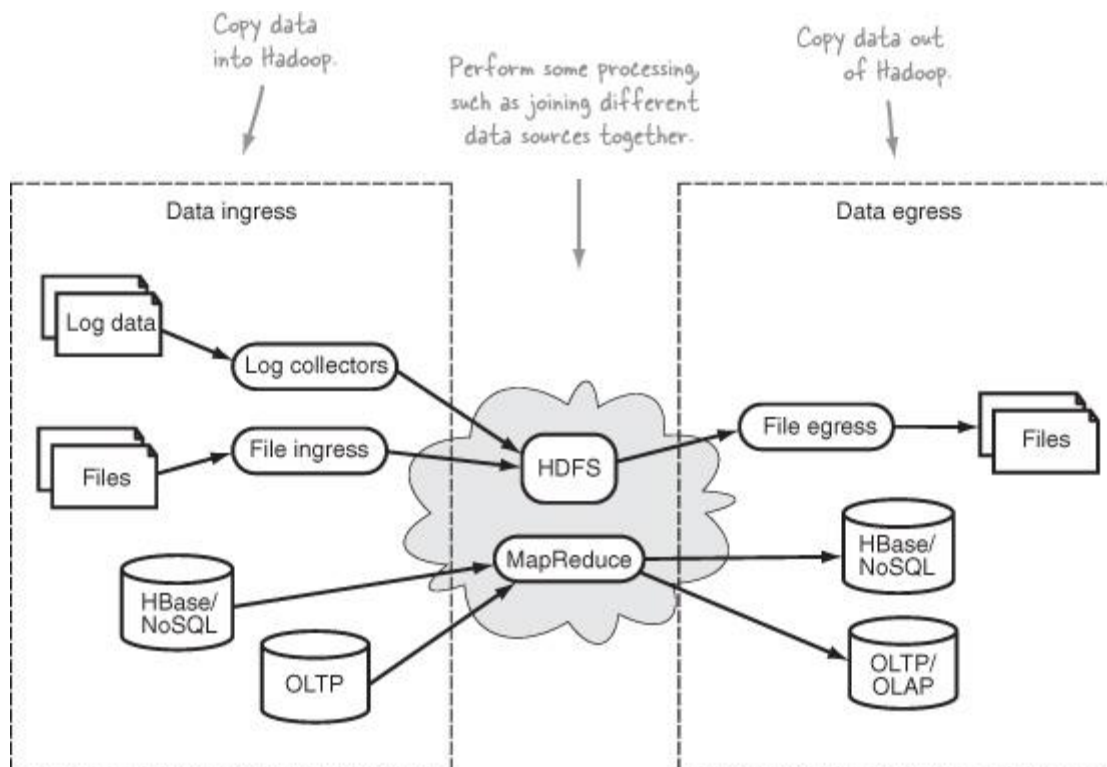 Copy data
into Hadoop.
Perform some processing,
such as joining different
data sources together.
Copy data out
of Hadoop.
Data ingress
Log data
Log collectors
Files
File ingress
HBase/
NoSQL
OLTP
HDFS
MapReduce
Data egress
File egress
Files
HBase/
NoSQL
OLTP/
OLAP